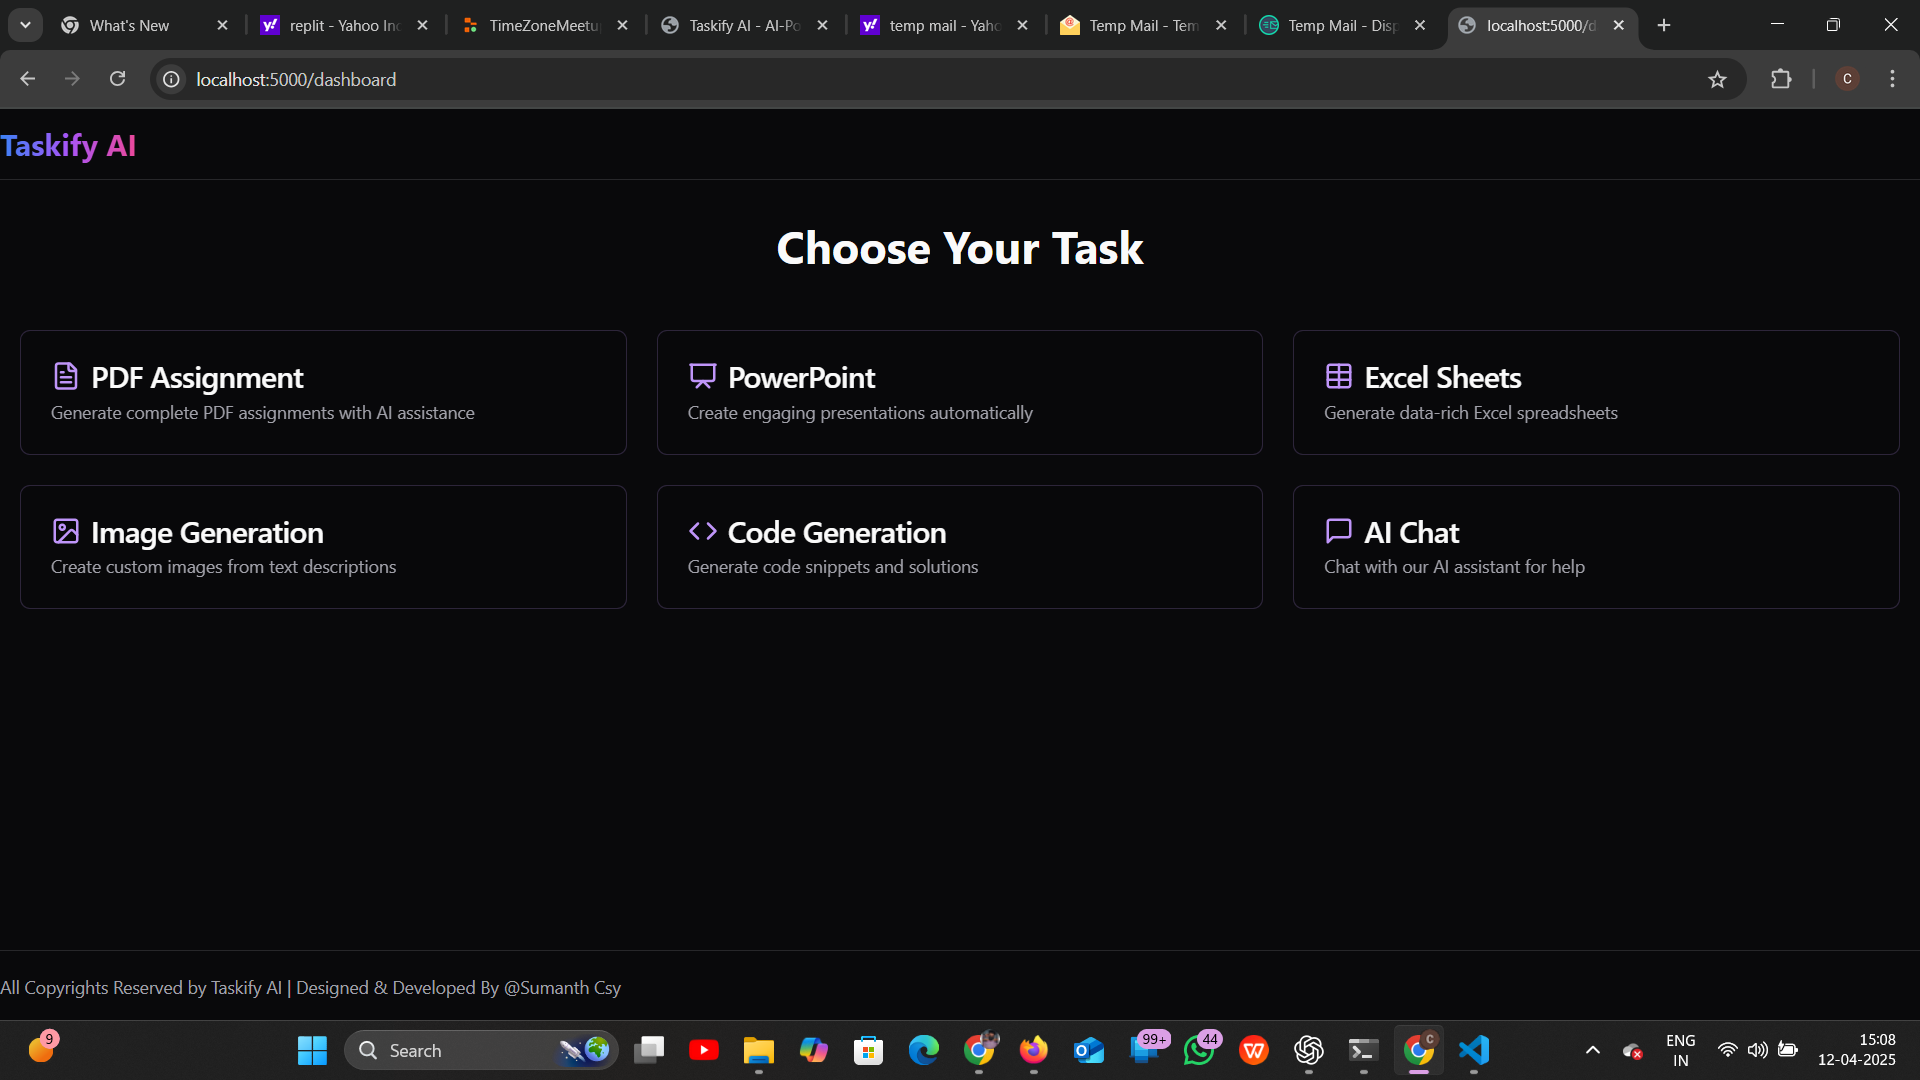 What's New
replit - Yahoo Inc
TimeZoneMeetup
Taskify AI - AI-Po
temp mail - Yaho
Temp Mail - Tem
Temp Mail - Disp
localhost:5000/d
localhost:5000/dashboard
C
Taskify AI
Choose Your Task
PDF Assignment
Generate complete PDF assignments with AI assistance
PowerPoint
Create engaging presentations automatically
Excel Sheets
Generate data-rich Excel spreadsheets
Image Generation
Create custom images from text descriptions
Code Generation
Generate code snippets and solutions
AI Chat
Chat with our AI assistant for help
All Copyrights Reserved by Taskify AI | Designed & Developed By @Sumanth Csy
9
Search
99+
44
C
ENG
IN
15:08
12-04-2025